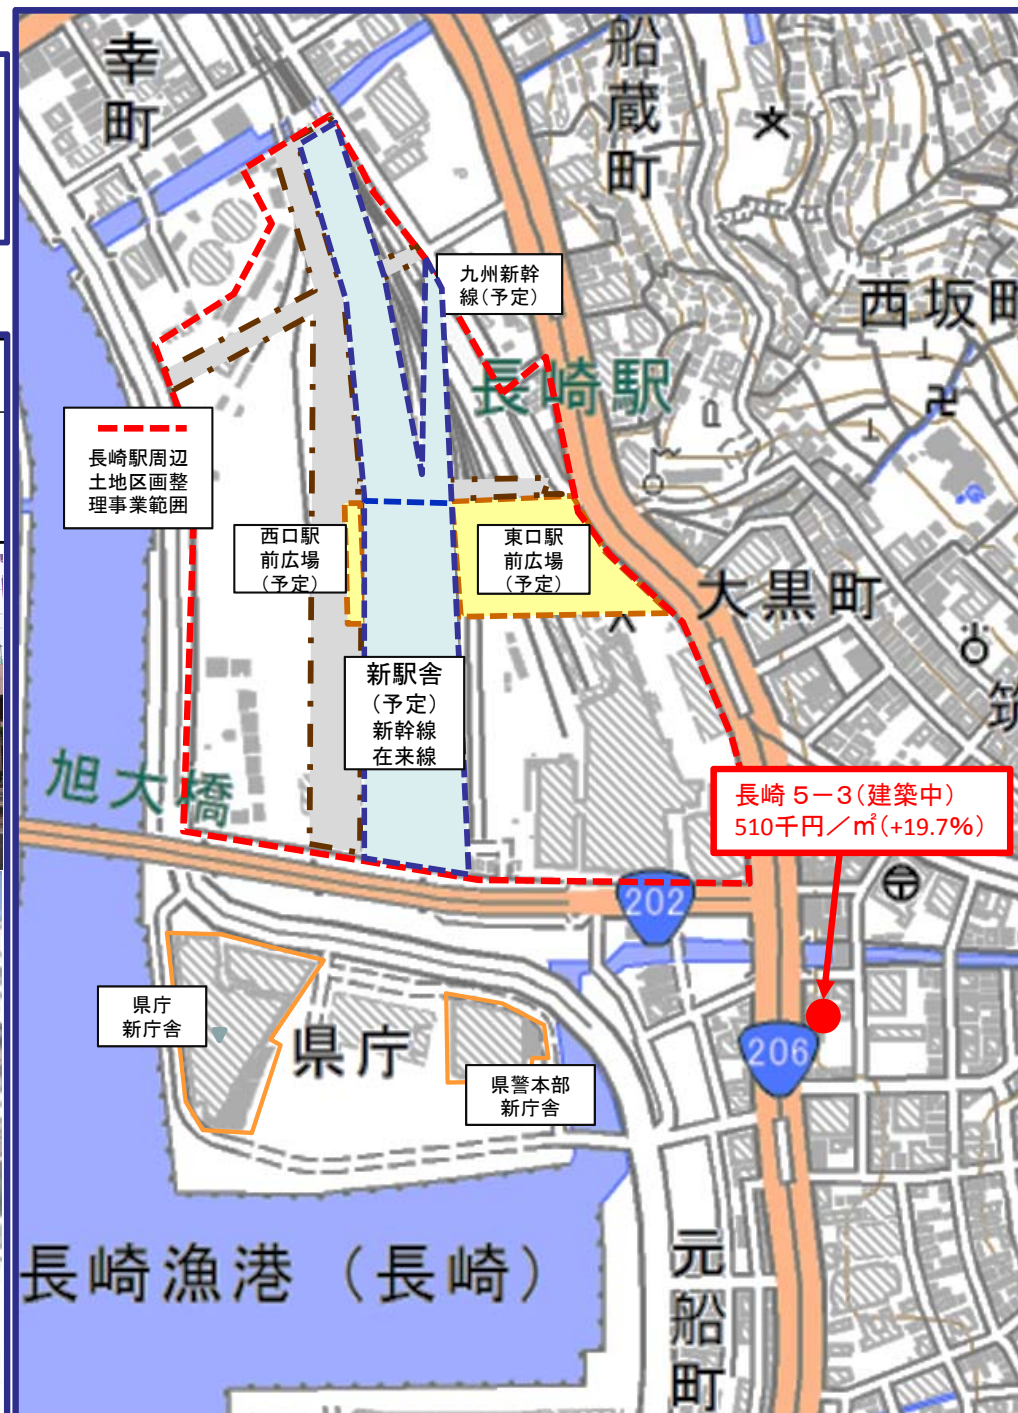 幸
町
船
蔵
町
九州新幹
線(予定)
西坂町
長崎駅
長崎駅周辺
土地区画整
理事業範囲
西口駅
前広場
(予定)
東口駅
前広場
(予定)
大黒町
新駅舎
(予定)
新幹線
在来線
筑
旭大橋
長崎 5-3(建築中)
510千円／㎡(+19.7%)
202
県庁
新庁舎
県庁
206
県警本部
新庁舎
長崎漁港（長崎）
元
船
町